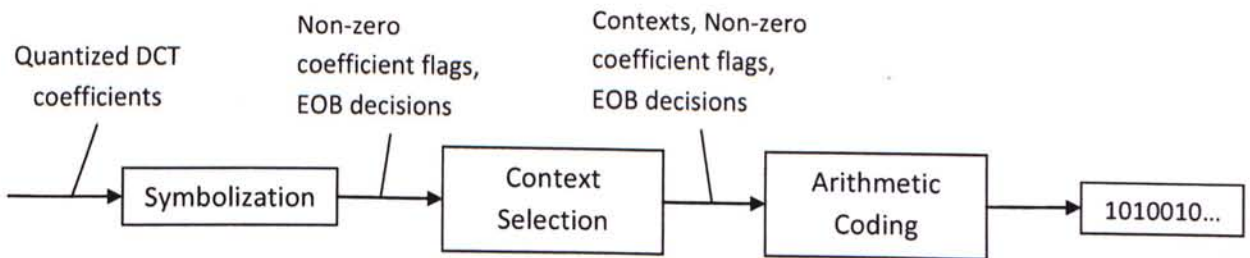 Quantized DCT
coefficients
Non-zero
coefficient flags,
EOB decisions
Contexts, Non-zero
coefficient flags,
EOB decisions
Symbolization
Context
Selection
Arithmetic
Coding
1010010...